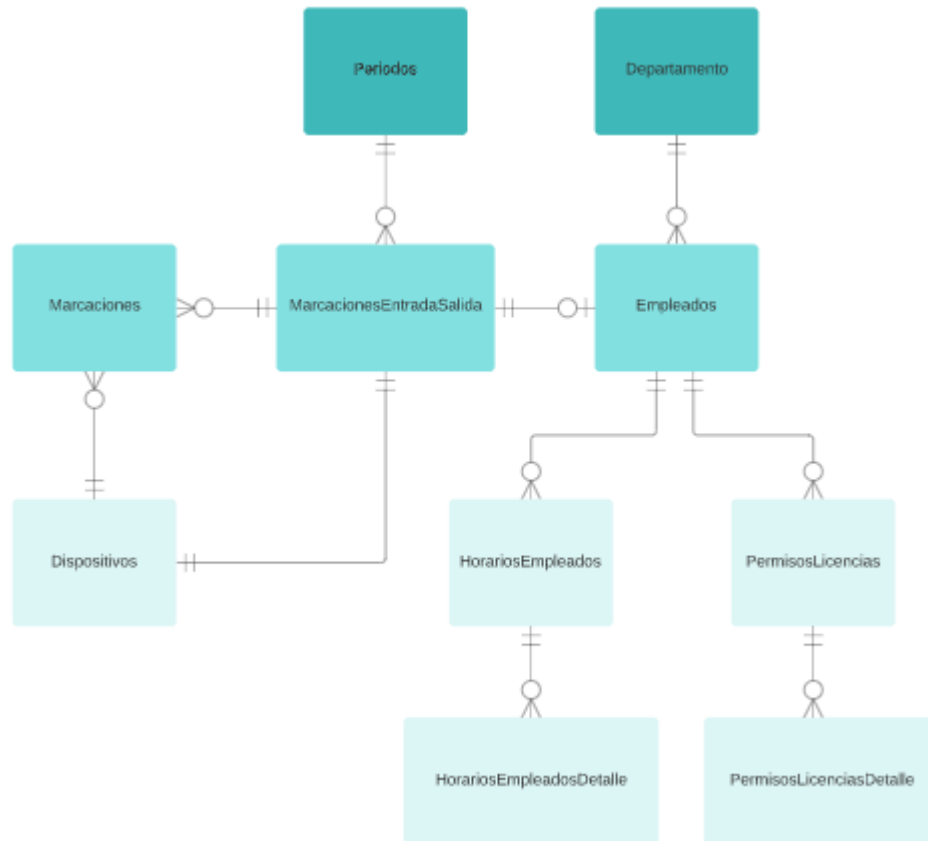 Periodos
Departamento
Marcaciones
MarcacionesEntradaSalida
Empleados
Dispositivos
HorariosEmpleados
PermisosLicencias
HorariosEmpleadosDetalle
PermisosLicenciasDetalle